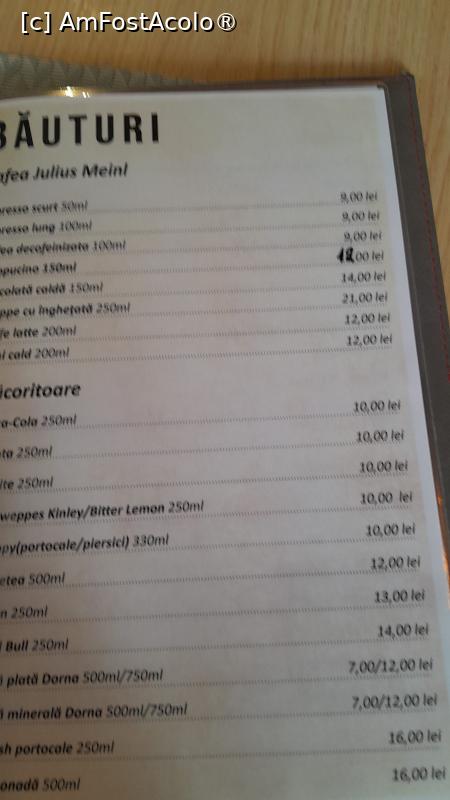 [c] AmFostAcolo®
BĂUTURI
afea Julius Meinl
presso scurt 50ml 9,00 lei
presso lung 100ml 9,00 lei
fea decofeinizata 100ml 9,00 lei
ppucino 150ml 12,00 lei
colată caldă 150ml 14,00 lei
ppe cu înghețată 250ml 21,00 lei
fe latte 200ml 12,00 lei
i cald 200ml 12,00 lei
icoritoare
a-Cola 250ml 10,00 lei
ta 250ml 10,00 lei
ite 250ml 10,00 lei
weppes Kinley/Bitter Lemon 250ml 10,00 lei
ppy(portocale/piersici) 330ml 10,00 lei
etea 500ml 12,00 lei
n 250ml 13,00 lei
l Bull 250ml 14,00 lei
i plată Dorna 500ml/750ml 7,00/12,00 lei
i minerală Dorna 500ml/750ml 7,00/12,00 lei
sh portocale 250ml 16,00 lei
onadă 500ml 16,00 lei